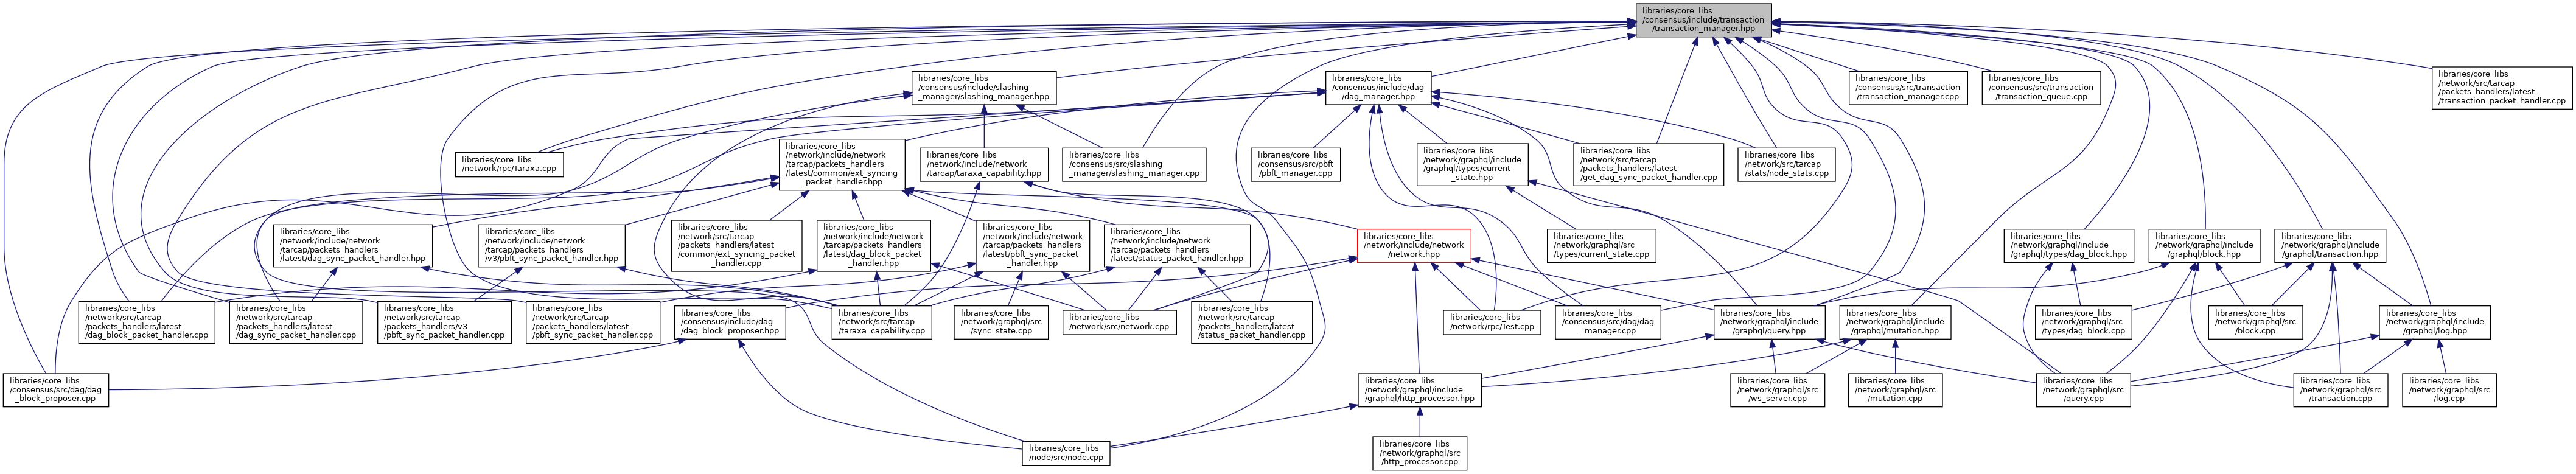 libraries/core_libs
/consensus/include/transaction
/transaction_manager.hpp
libraries/core_libs
/consensus/include/slashing
_manager/slashing_manager.hpp
libraries/core_libs
/consensus/include/dag
/dag_manager.hpp
libraries/core_libs
/consensus/src/transaction
/transaction_manager.cpp
libraries/core_libs
/consensus/src/transaction
/transaction_queue.cpp
libraries/core_libs
/network/src/tarcap
/packets_handlers/latest
/transaction_packet_handler.cpp
libraries/core_libs
/network/rpc/Taraxa.cpp
libraries/core_libs
/network/include/network
/tarcap/packets_handlers
/latest/common/ext_syncing
_packet_handler.hpp
libraries/core_libs
/network/include/network
/tarcap/taraxa_capability.hpp
libraries/core_libs
/consensus/src/slashing
_manager/slashing_manager.cpp
libraries/core_libs
/consensus/src/pbft
/pbft_manager.cpp
libraries/core_libs
/network/graphql/include
/graphql/types/current
_state.hpp
libraries/core_libs
/network/src/tarcap
/packets_handlers/latest
/get_dag_sync_packet_handler.cpp
libraries/core_libs
/network/src/tarcap
/stats/node_stats.cpp
libraries/core_libs
/network/include/network
/tarcap/packets_handlers
/latest/dag_sync_packet_handler.hpp
libraries/core_libs
/network/include/network
/tarcap/packets_handlers
/v3/pbft_sync_packet_handler.hpp
libraries/core_libs
/network/src/tarcap
/packets_handlers/latest
/common/ext_syncing_packet
_handler.cpp
libraries/core_libs
/network/include/network
/tarcap/packets_handlers
/latest/dag_block_packet
_handler.hpp
libraries/core_libs
/network/include/network
/tarcap/packets_handlers
/latest/pbft_sync_packet
_handler.hpp
libraries/core_libs
/network/include/network
/tarcap/packets_handlers
/latest/status_packet_handler.hpp
libraries/core_libs
/network/include/network
/network.hpp
libraries/core_libs
/network/graphql/src
/types/current_state.cpp
libraries/core_libs
/network/graphql/include
/graphql/types/dag_block.hpp
libraries/core_libs
/network/graphql/include
/graphql/block.hpp
libraries/core_libs
/network/graphql/include
/graphql/transaction.hpp
libraries/core_libs
/network/src/tarcap
/packets_handlers/latest
/dag_block_packet_handler.cpp
libraries/core_libs
/network/src/tarcap
/packets_handlers/latest
/dag_sync_packet_handler.cpp
libraries/core_libs
/network/src/tarcap
/packets_handlers/v3
/pbft_sync_packet_handler.cpp
libraries/core_libs
/network/src/tarcap
/packets_handlers/latest
/pbft_sync_packet_handler.cpp
libraries/core_libs
/consensus/include/dag
/dag_block_proposer.hpp
libraries/core_libs
/network/src/tarcap
/taraxa_capability.cpp
libraries/core_libs
/network/graphql/src
/sync_state.cpp
libraries/core_libs
/network/src/network.cpp
libraries/core_libs
/network/src/tarcap
/packets_handlers/latest
/status_packet_handler.cpp
libraries/core_libs
/network/rpc/Test.cpp
libraries/core_libs
/consensus/src/dag/dag
_manager.cpp
libraries/core_libs
/network/graphql/include
/graphql/query.hpp
libraries/core_libs
/network/graphql/include
/graphql/mutation.hpp
libraries/core_libs
/network/graphql/src
/types/dag_block.cpp
libraries/core_libs
/network/graphql/src
/block.cpp
libraries/core_libs
/network/graphql/include
/graphql/log.hpp
libraries/core_libs
/consensus/src/dag/dag
_block_proposer.cpp
libraries/core_libs
/network/graphql/include
/graphql/http_processor.hpp
libraries/core_libs
/network/graphql/src
/ws_server.cpp
libraries/core_libs
/network/graphql/src
/mutation.cpp
libraries/core_libs
/network/graphql/src
/query.cpp
libraries/core_libs
/network/graphql/src
/transaction.cpp
libraries/core_libs
/network/graphql/src
/log.cpp
libraries/core_libs
/node/src/node.cpp
libraries/core_libs
/network/graphql/src
/http_processor.cpp